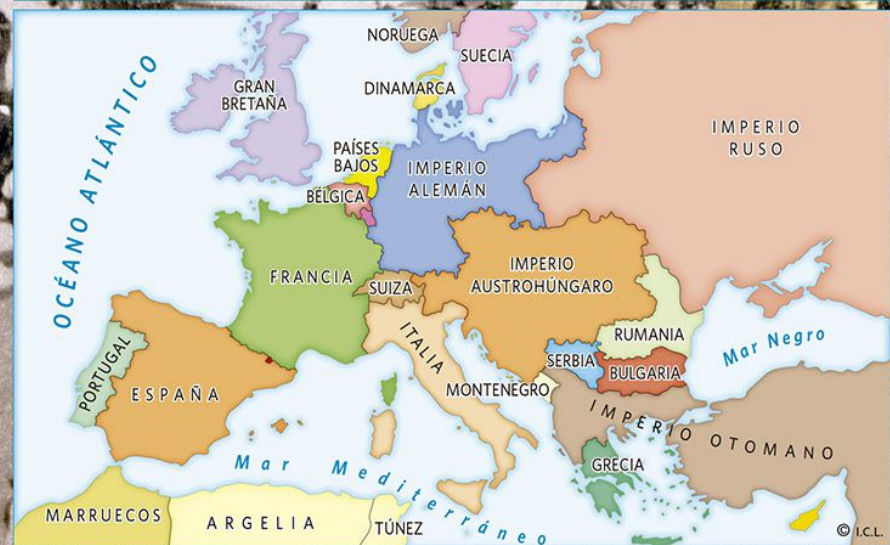 NORUEGA
SUECIA
OCÉANO ATLÁNTICO
GRAN
BRETAÑA
DINAMARCA
IMPERIO
RUSO
PAÍSES
BAJOS
IMPERIO
ALEMÁN
BÉLGICA
FRANCIA
SUIZA
IMPERIO
AUSTROHÚNGARO
ITALIA
RUMANIA
Mar Negro
PORTUGAL
ESPAÑA
SERBIA
BULGARIA
MONTENEGRO
IMPERIO OTOMANO
Mar Mediterráneo
GRECIA
MARRUECOS
ARGELIA
TÚNEZ
© I.C.L.